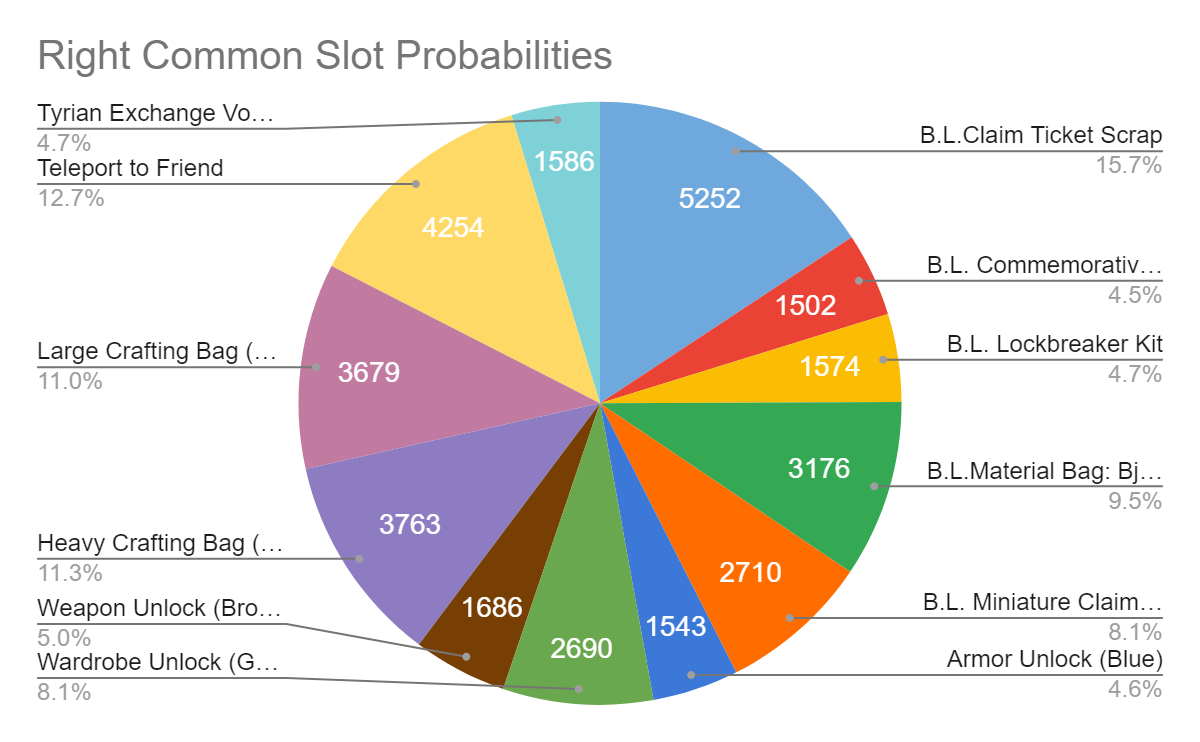 Right Common Slot Probabilities
Tyrian Exchange Vo…
4.7%
Teleport to Friend
12.7%
Large Crafting Bag (…
11.0%
Heavy Crafting Bag (…
11.3%
Weapon Unlock (Bro…
5.0%
Wardrobe Unlock (G…
8.1%
B.L.Claim Ticket Scrap
15.7%
B.L. Commemorativ…
4.5%
B.L. Lockbreaker Kit
4.7%
B.L.Material Bag: Bj…
9.5%
B.L. Miniature Claim…
8.1%
Armor Unlock (Blue)
4.6%
5252
1502
1574
3176
2710
1543
2690
1686
3763
3679
4254
1586